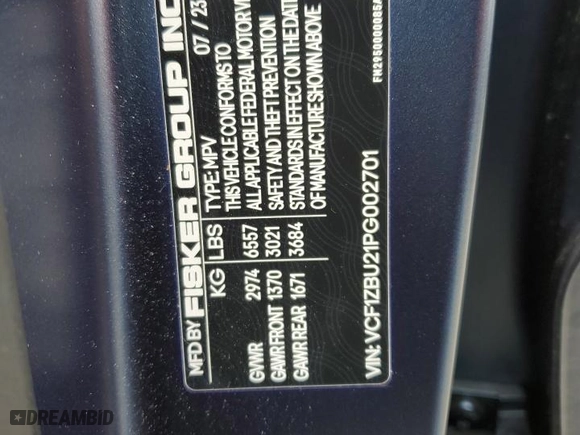 MFD BY FISKER GROUP INC
07 / 23
KG LBS TYPE: MPV
GVWR 2974 6557
GAWR FRONT 1370 3021
GAWR REAR 1671 3684
THIS VEHICLE CONFORMS TO
ALL APPLICABLE FEDERAL MOTOR VE
SAFETY AND THEFT PREVENTION
STANDARDS IN EFFECT ON THE DATE
OF MANUFACTURE SHOWN ABOVE
VIN: VCF1ZBU21PG002701
FM29S0000085A
DREAMBID